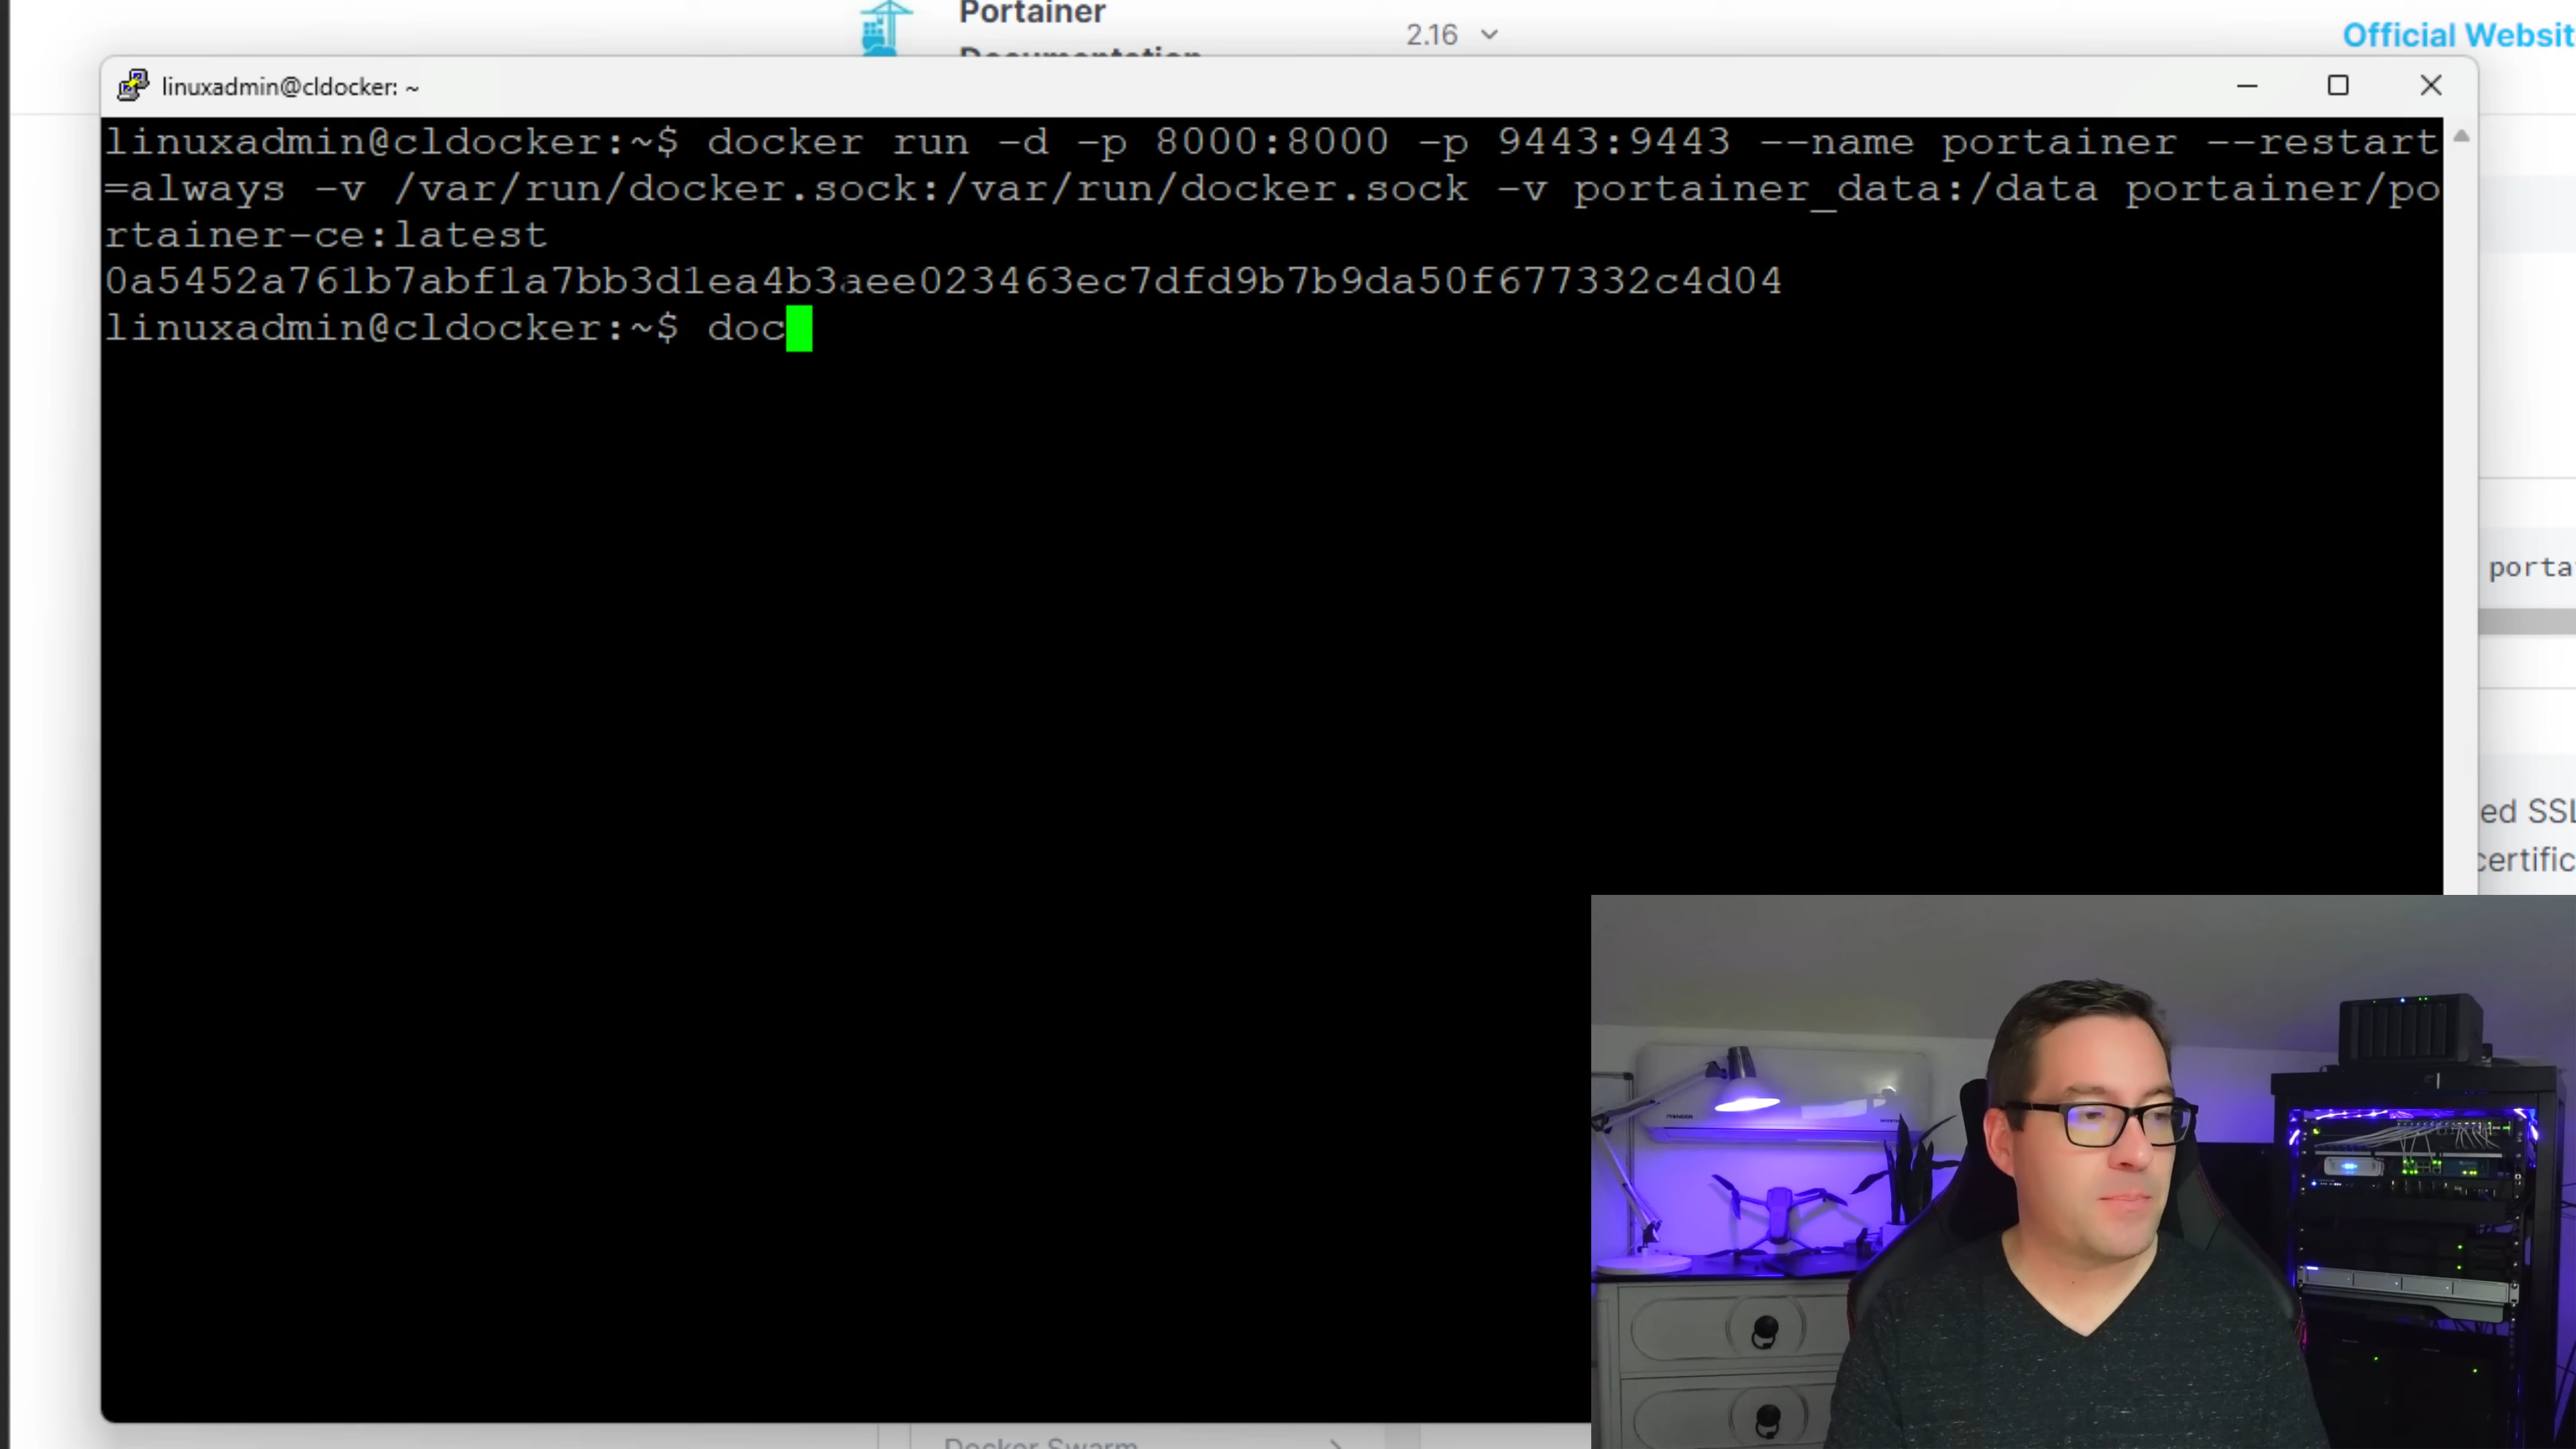 Portainer
Documentation
2.16
Official Websit
linuxadmin@cldocker: ~
linuxadmin@cldocker:~$ docker run -d -p 8000:8000 -p 9443:9443 --name portainer --restart
=always -v /var/run/docker.sock:/var/run/docker.sock -v portainer_data:/data portainer/po
rtainer-ce:latest
0a5452a761b7abf1a7bb3d1ea4b3aee023463ec7dfd9b7b9da50f677332c4d04
linuxadmin@cldocker:~$ doc
porta
ed SSL
certific
Docker Swarm